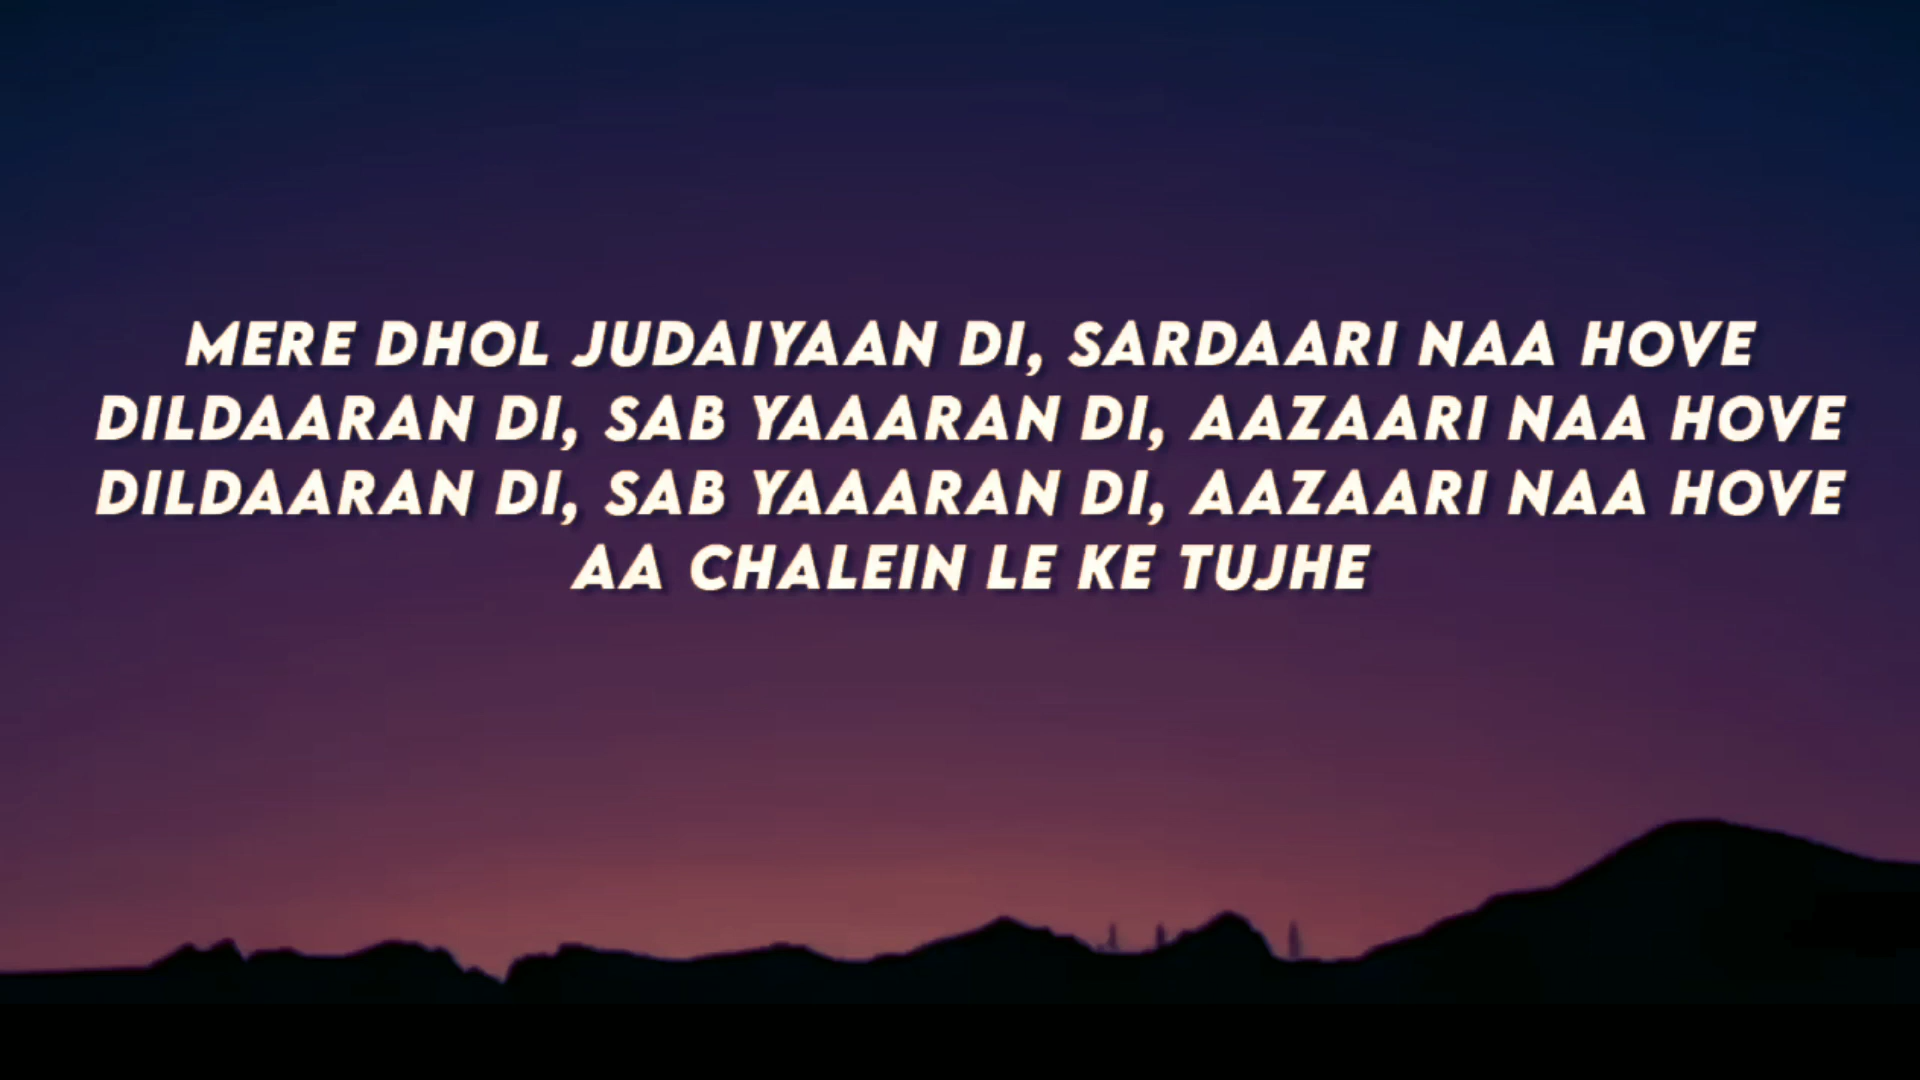 MERE DHOL JUDAIYAAN DI, SARDAARI NAA HOVE
DILDAARAN DI, SAB YAAARAN DI, AAZAARI NAA HOVE
DILDAARAN DI, SAB YAAARAN DI, AAZAARI NAA HOVE
AA CHALEIN LE KE TUJHE